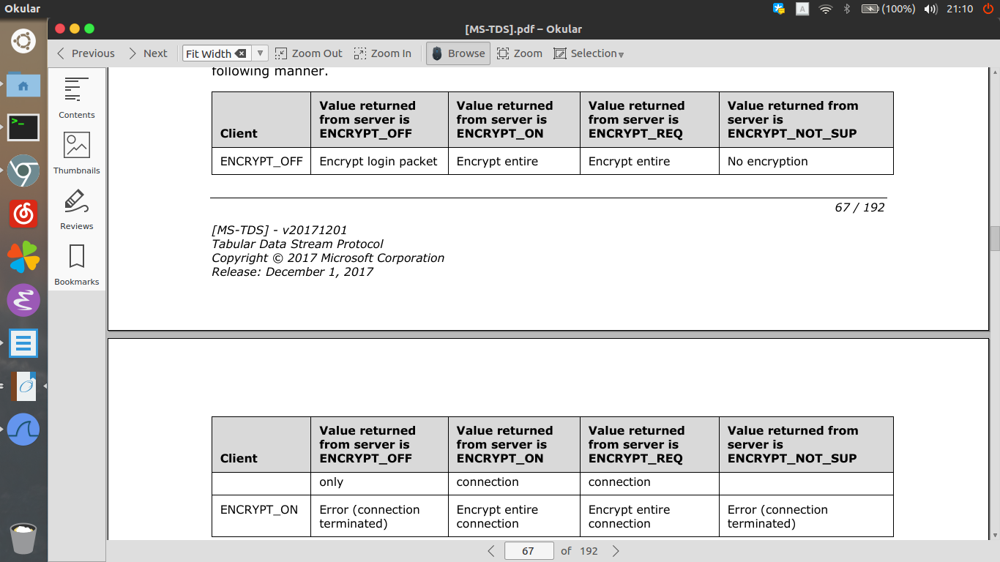 Okular
A
(100%)
21:10
[MS-TDS].pdf – Okular
Previous
Next
Fit Width
Zoom Out
Zoom In
Browse
Zoom
Selection
Contents
Thumbnails
Reviews
Bookmarks
>_
following manner.
Client
Value returned from server is ENCRYPT_OFF
Value returned from server is ENCRYPT_ON
Value returned from server is ENCRYPT_REQ
Value returned from server is ENCRYPT_NOT_SUP
ENCRYPT_OFF
Encrypt login packet
Encrypt entire
Encrypt entire
No encryption
67 / 192
[MS-TDS] - v20171201
Tabular Data Stream Protocol
Copyright © 2017 Microsoft Corporation
Release: December 1, 2017
Client
Value returned from server is ENCRYPT_OFF
Value returned from server is ENCRYPT_ON
Value returned from server is ENCRYPT_REQ
Value returned from server is ENCRYPT_NOT_SUP
only
connection
connection
ENCRYPT_ON
Error (connection terminated)
Encrypt entire connection
Encrypt entire connection
Error (connection terminated)
67 of 192